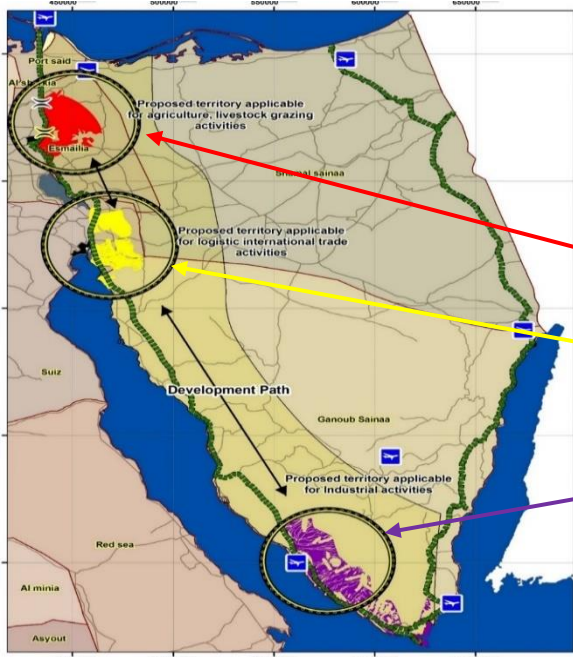 450000 500000 550000 600000 650000
Port said
Al sharkia
Proposed territory applicable
for agriculture, livestock grazing
activities
Esmailia
Shamal sainaa
Proposed territory applicable
for logistic international trade
activities
Suiz
Development Path
Ganoub Sainaa
Proposed territory applicable
for Industrial activities
Red sea
Al minia
Asyout